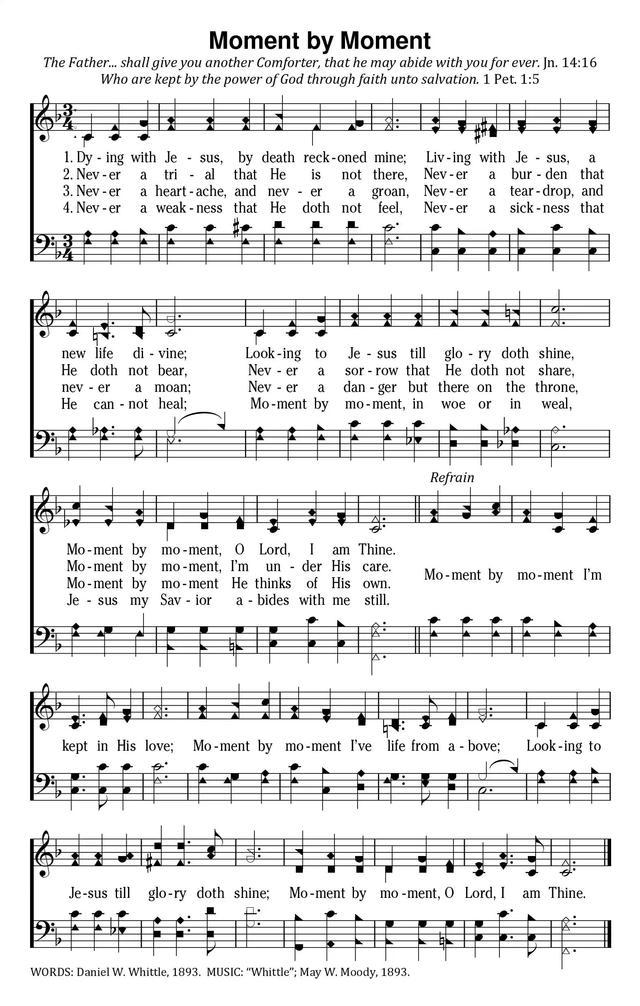 Moment by Moment
The Father... shall give you another Comforter, that he may abide with you for ever. Jn. 14:16
Who are kept by the power of God through faith unto salvation. 1 Pet. 1:5
3
4
1. Dy - ing with Je - sus, by death reck - oned mine; Liv - ing with Je - sus, a
2. Nev - er a tri - al that He is not there, Nev - er a bur - den that
3. Nev - er a heart - ache, and nev - er a groan, Nev - er a tear - drop, and
4. Nev - er a weak - ness that He doth not feel, Nev - er a sick - ness that
3
4
new life di - vine; Look - ing to Je - sus till glo - ry doth shine,
He doth not bear, Nev - er a sor - row that He doth not share,
nev - er a moan; Nev - er a dan - ger but there on the throne,
He can - not heal; Mo - ment by mo - ment, in woe or in weal,
Refrain
Mo - ment by mo - ment, O Lord, I am Thine.
Mo - ment by mo - ment, I'm un - der His care.
Mo - ment by mo - ment He thinks of His own.
Je - sus my Sav - ior a - bides with me still.
Mo - ment by mo - ment I'm
kept in His love; Mo - ment by mo - ment I've life from a - bove; Look - ing to
Je - sus till glo - ry doth shine; Mo - ment by mo - ment, O Lord, I am Thine.
WORDS: Daniel W. Whittle, 1893. MUSIC: "Whittle"; May W. Moody, 1893.